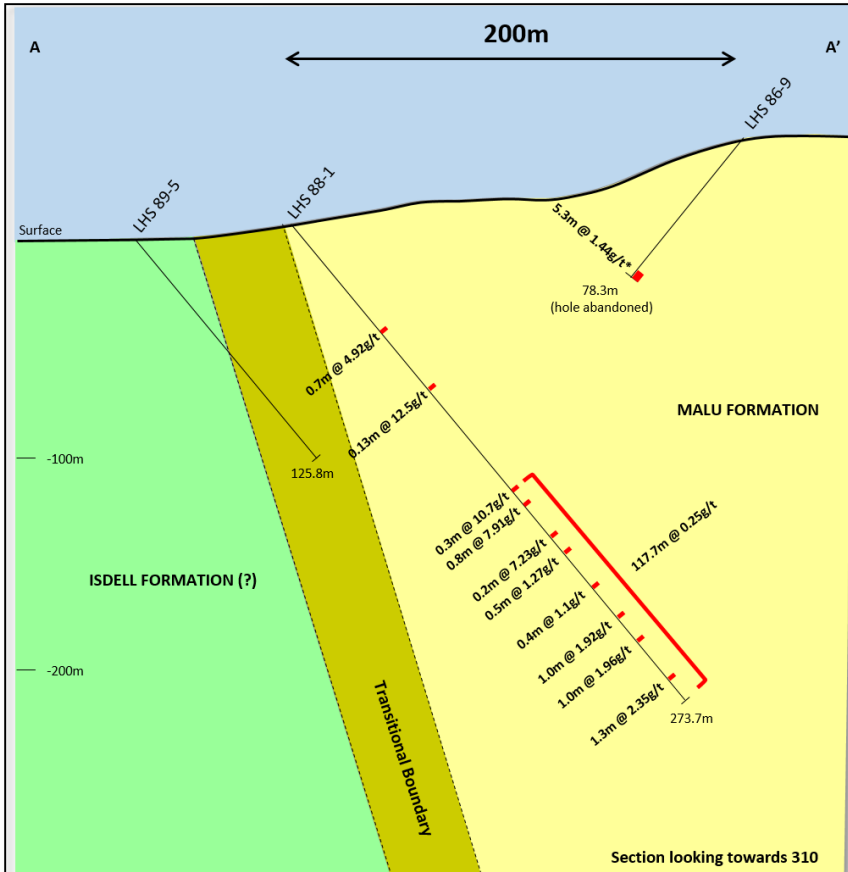 A
200m
A'
LHS 86-9
LHS 89-5
LHS 88-1
Surface
5.3m @ 1.44g/t*
78.3m
(hole abandoned)
0.7m @ 4.92g/t
0.13m @ 12.5g/t
MALU FORMATION
-100m
125.8m
0.3m @ 10.7g/t
0.8m @ 7.91g/t
117.7m @ 0.25g/t
0.2m @ 7.23g/t
0.5m @ 1.27g/t
ISDELL FORMATION (?)
0.4m @ 1.1g/t
1.0m @ 1.92g/t
1.0m @ 1.96g/t
-200m
1.3m @ 2.35g/t
273.7m
Transitional Boundary
Section looking towards 310